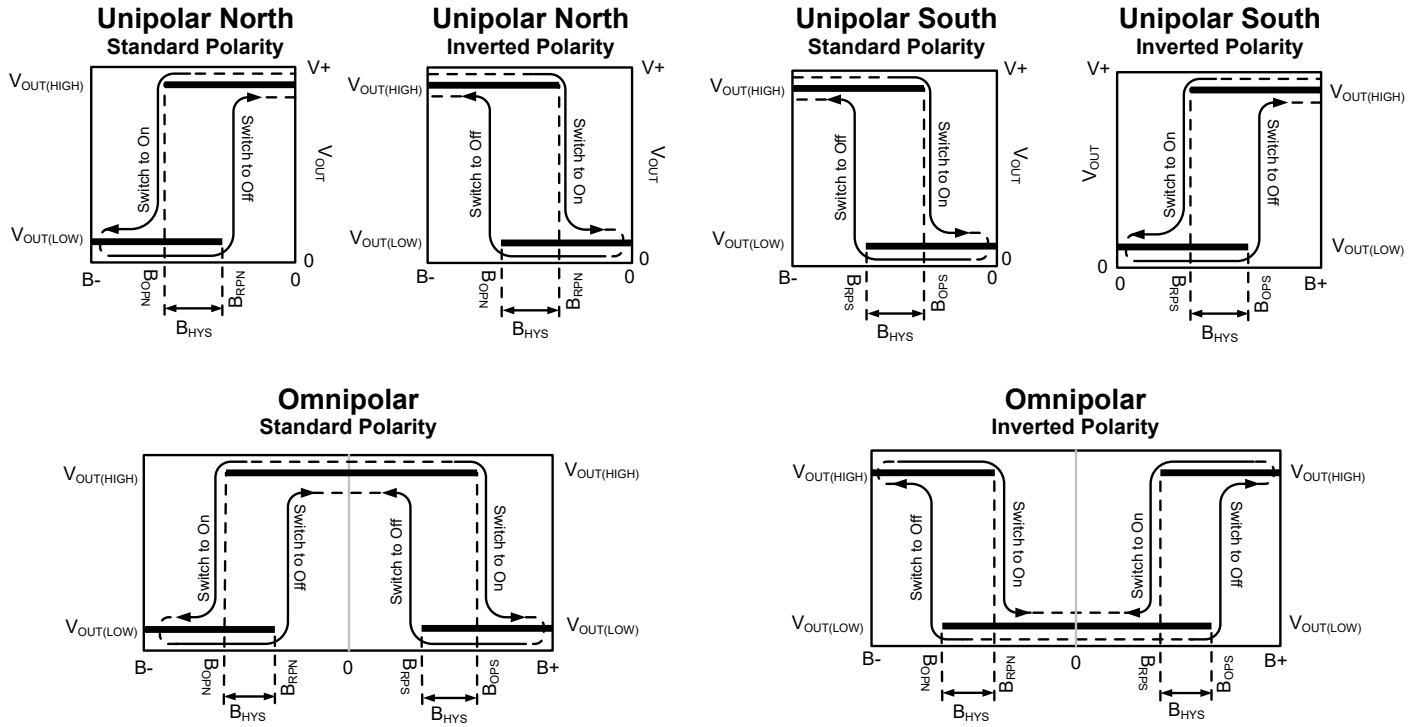 Unipolar North
Standard Polarity
V+
VOUT(HIGH)
Switch to On
Switch to Off
VOUT
VOUT(LOW)
0
B-
BOPN
BRPN
0
BHYS
Unipolar North
Inverted Polarity
V+
VOUT(HIGH)
Switch to Off
Switch to On
VOUT
VOUT(LOW)
0
BOPN
BRPN
0
BHYS
Unipolar South
Standard Polarity
V+
VOUT(HIGH)
Switch to Off
Switch to On
VOUT
VOUT(LOW)
0
BRPS
BOPS
0
BHYS
Unipolar South
Inverted Polarity
V+
VOUT(HIGH)
VOUT
Switch to On
Switch to Off
VOUT(LOW)
0
0
BRPS
BOPS
B+
BHYS
Omnipolar
Standard Polarity
VOUT(HIGH)
VOUT(HIGH)
Switch to On
Switch to Off
Switch to Off
Switch to On
VOUT(LOW)
VOUT(LOW)
B-
BOPN
BRPN
0
BRPS
BOPS
B+
BHYS
BHYS
Omnipolar
Inverted Polarity
VOUT(HIGH)
VOUT(HIGH)
Switch to Off
Switch to On
Switch to On
Switch to Off
VOUT(LOW)
VOUT(LOW)
B-
BOPN
BRPN
0
BRPS
BOPS
B+
BHYS
BHYS